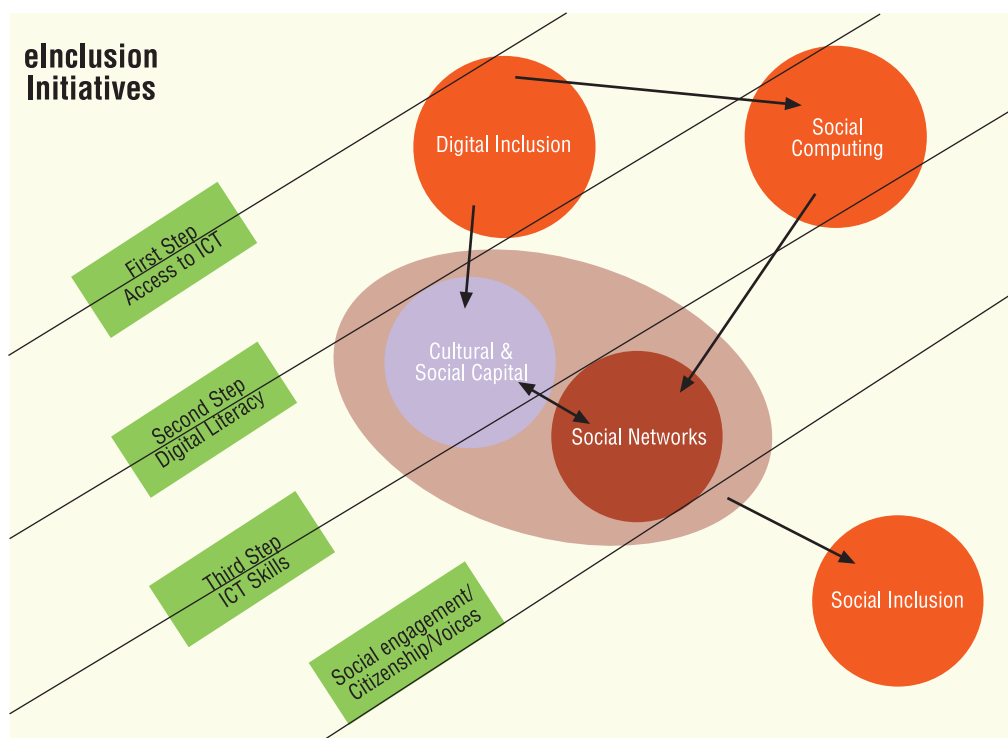 eInclusion
Initiatives
Digital Inclusion
Social
Computing
First Step
Access to ICT
Cultural &
Social Capital
Second Step
Digital Literacy
Social Networks
Third Step
ICT Skills
Social Inclusion
Social engagement/
Citizenship/Voices